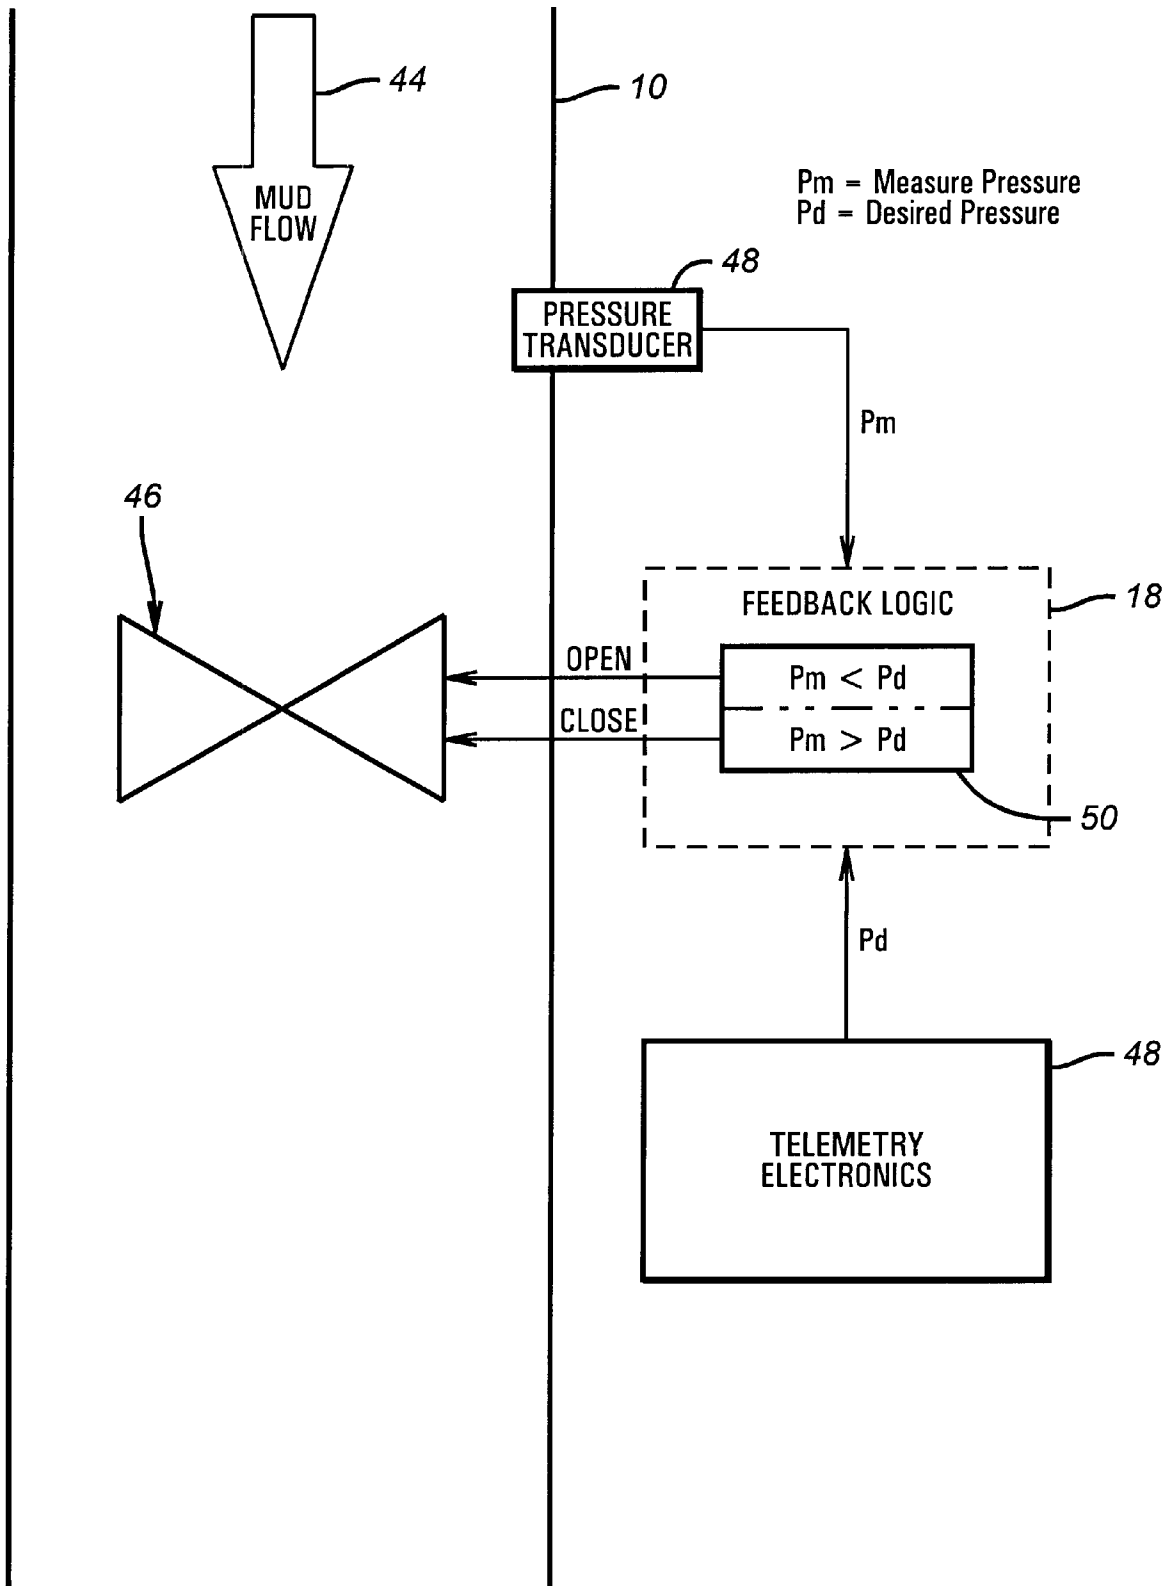 44
10
MUD
FLOW
Pm = Measure Pressure
Pd = Desired Pressure
48
PRESSURE
TRANSDUCER
Pm
46
18
FEEDBACK LOGIC
OPEN
Pm < Pd
CLOSE
Pm > Pd
50
Pd
48
TELEMETRY
ELECTRONICS